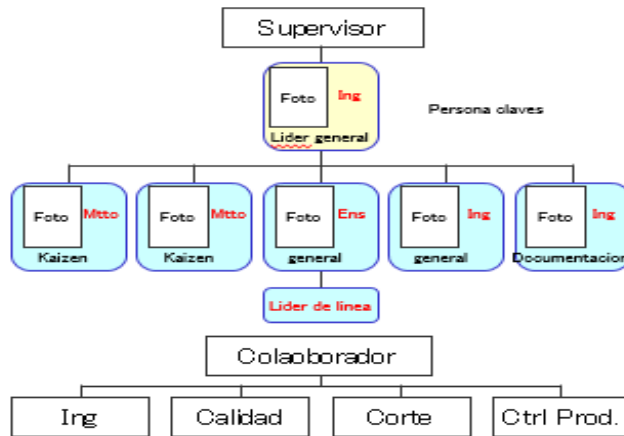 Supervisor
Foto Ing
Lider general
Persona claves
Foto Mtto
Kaizen
Foto Mtto
Kaizen
Foto Ens
general
Foto Ing
general
Foto Ing
Documentacion
Lider de linea
Colaoborador
Ing
Calidad
Corte
Ctrl Prod.